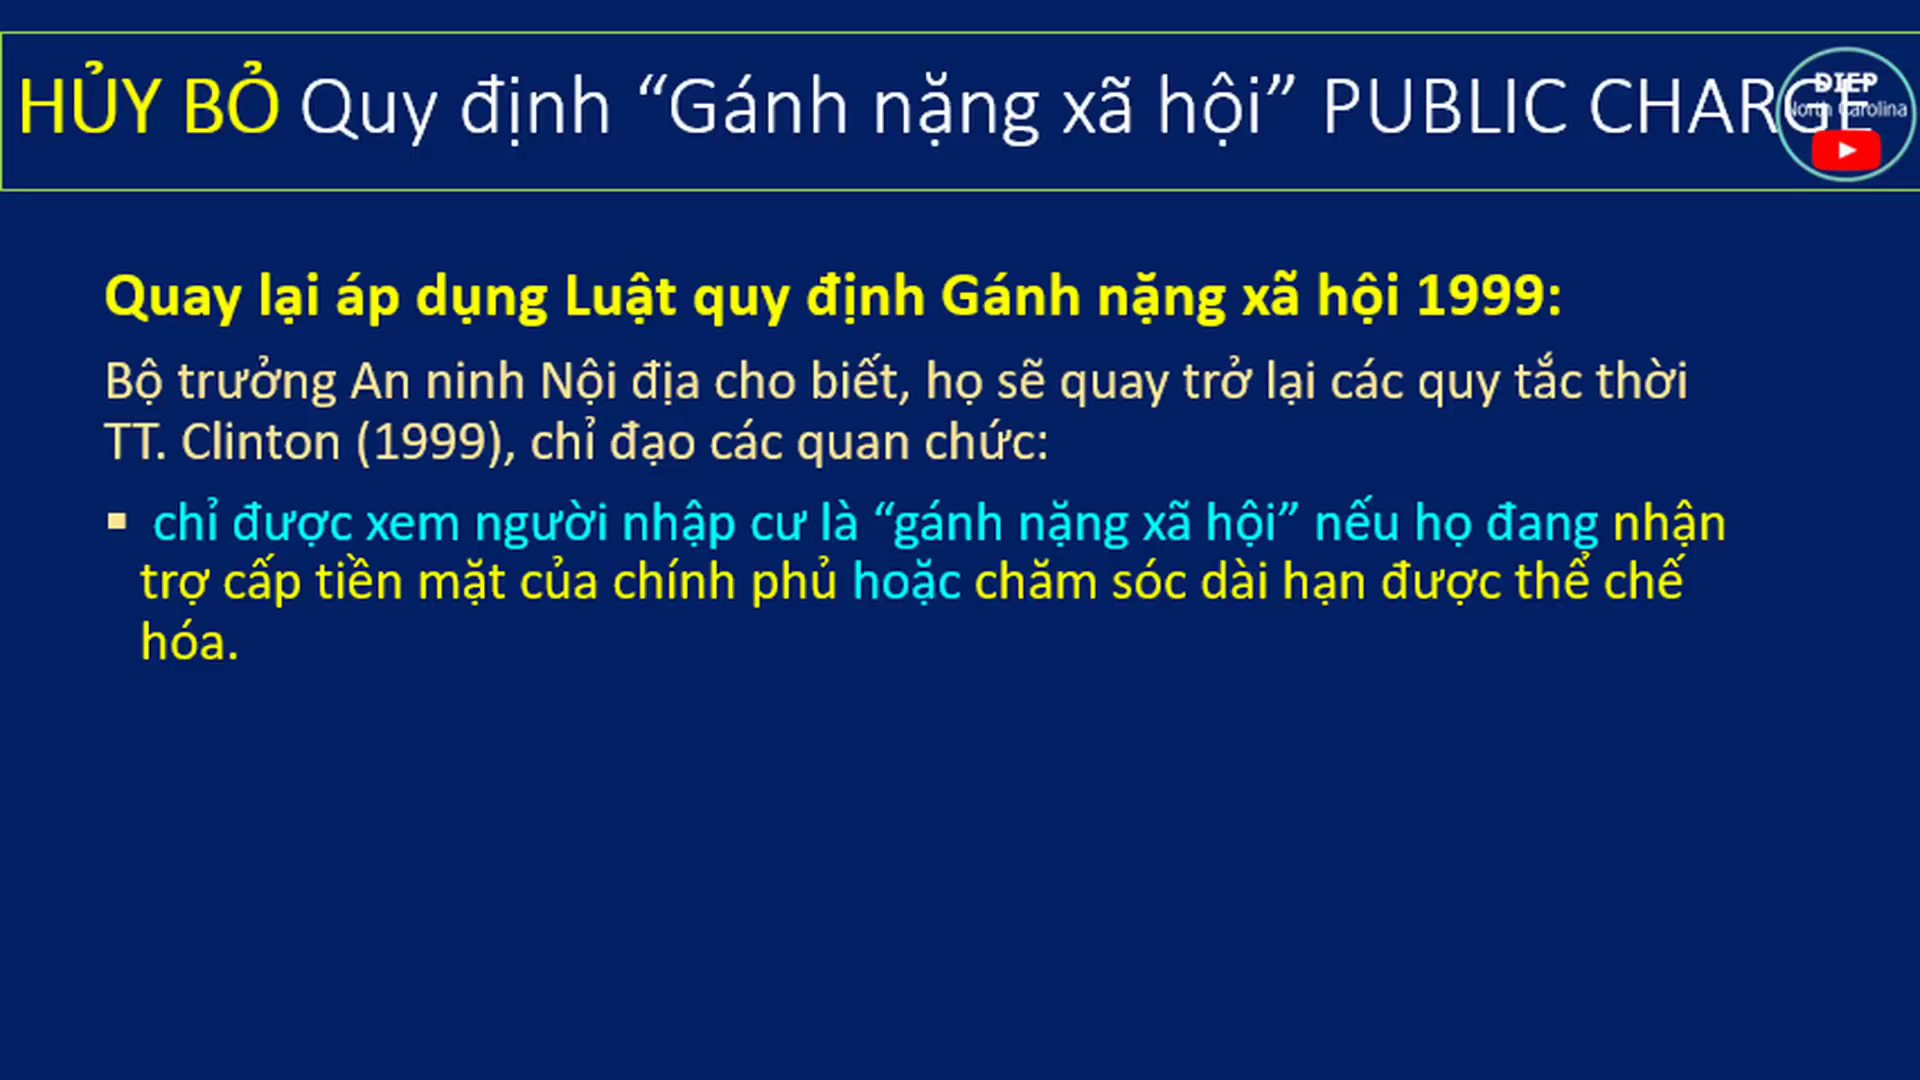 HỦY BỎ Quy định “Gánh nặng xã hội” PUBLIC CHARGE
DIEP
North Carolina
Quay lại áp dụng Luật quy định Gánh nặng xã hội 1999:
Bộ trưởng An ninh Nội địa cho biết, họ sẽ quay trở lại các quy tắc thời
TT. Clinton (1999), chỉ đạo các quan chức:
▪ chỉ được xem người nhập cư là “gánh nặng xã hội” nếu họ đang nhận
trợ cấp tiền mặt của chính phủ hoặc chăm sóc dài hạn được thể chế
hóa.